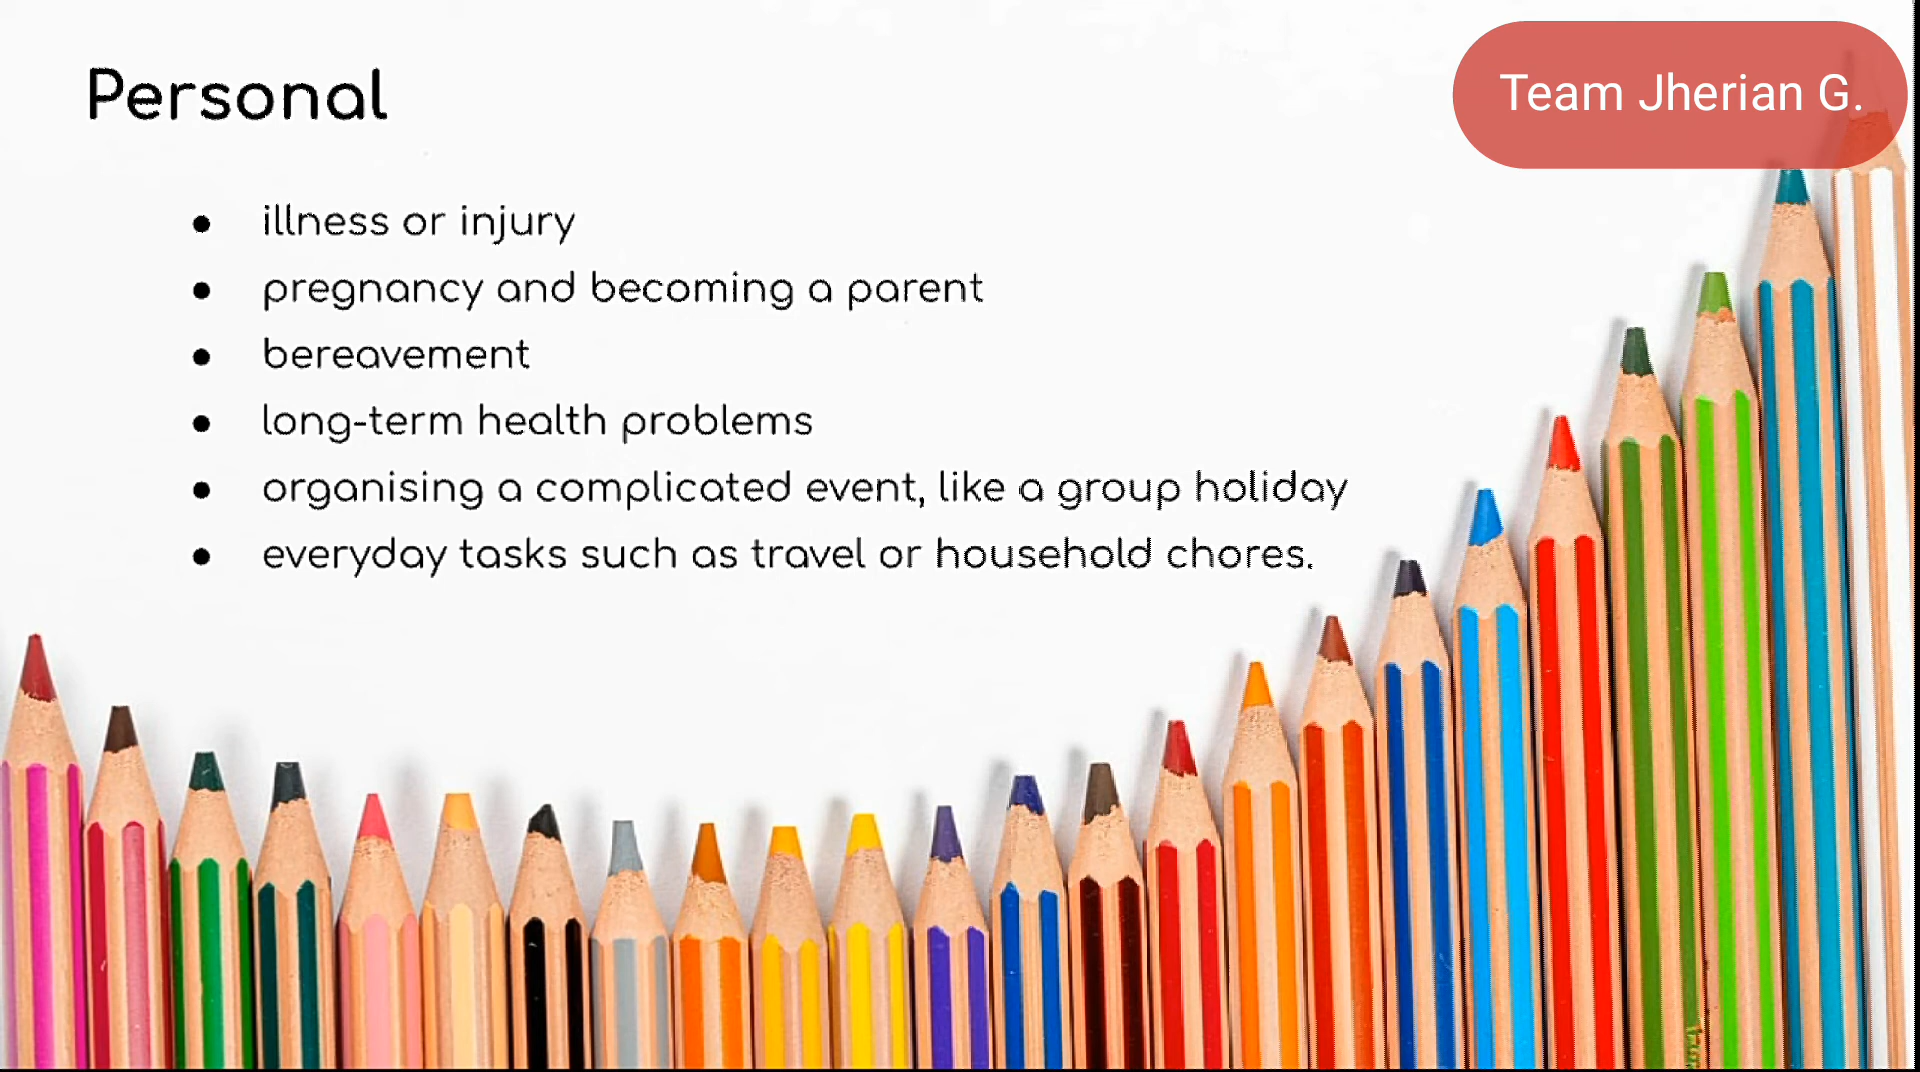 Personal
Team Jherian G.
illness or injury
pregnancy and becoming a parent
bereavement
long-term health problems
organising a complicated event, like a group holiday
everyday tasks such as travel or household chores.